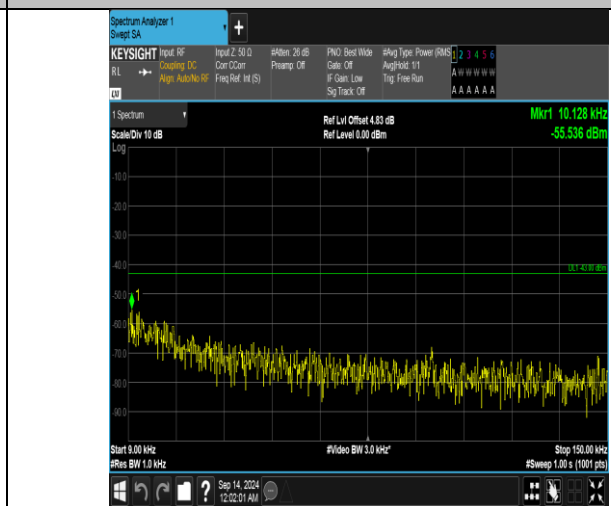 Spectrum Analyzer 1
Swept SA
+
KEYSIGHT Input: RF Input Z: 50 Ω #Atten: 26 dB PNO: Best Wide #Avg Type: Power (RMS 1 2 3 4 5 6
RL Coupling: DC Corr CCorr Preamp: Off Gate: Off Avg|Hold: 1/1 A W W W W W
Align: Auto/No RF Freq Ref: Int (S) IF Gain: Low Trig: Free Run
Sig Track: Off A A A A A A
LXI
1 Spectrum
Ref Lvl Offset 4.83 dB Mkr1 10.128 kHz
Scale/Div 10 dB Ref Level 0.00 dBm -55.536 dBm
Log
-10.0
-20.0
-30.0
-40.0
DL1 -43.00 dBm
-50.0
1
-60.0
-70.0
-80.0
-90.0
Start 9.00 kHz #Video BW 3.0 kHz* Stop 150.00 kHz
#Res BW 1.0 kHz #Sweep 1.00 s (1001 pts)
? Sep 14, 2024
12:02:01 AM